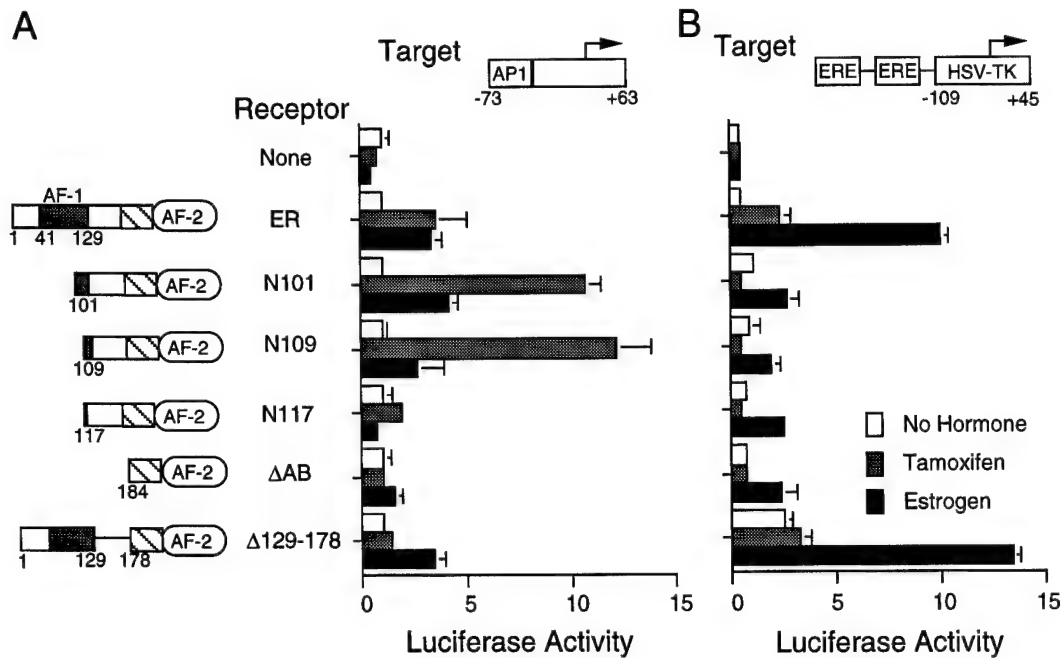 A
Target
AP1
-73 +63
B
Target
ERE ERE HSV-TK
-109 +45
Receptor
None
AF-1
AF-2
1 41 129
ER
AF-2
101
N101
AF-2
109
N109
AF-2
117
N117
AF-2
184
ΔAB
AF-2
1 129 178
Δ129-178
No Hormone
Tamoxifen
Estrogen
0 5 10 15
Luciferase Activity
0 5 10 15
Luciferase Activity